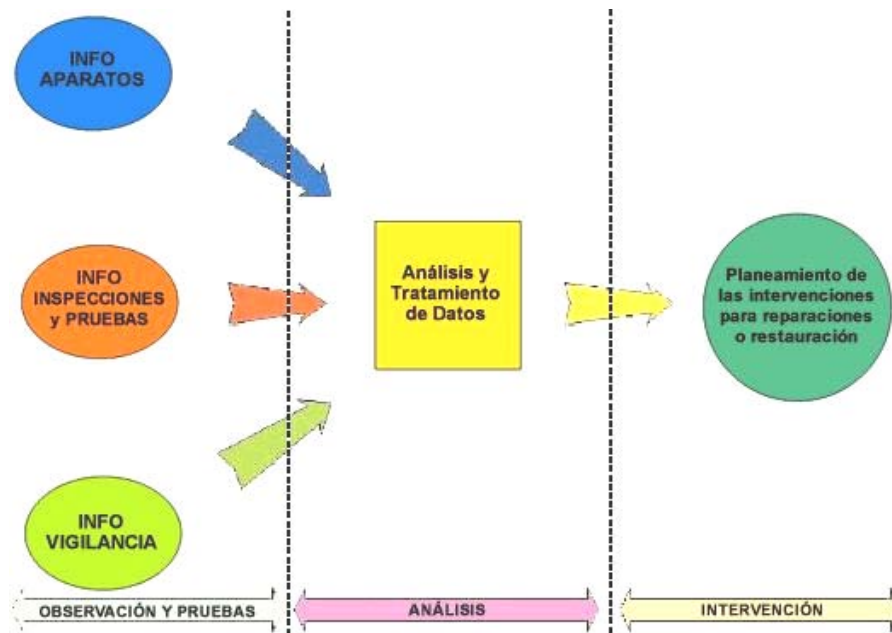 INFO
APARATOS
INFO
INSPECCIONES
y PRUEBAS
INFO
VIGILANCIA
Análisis y
Tratamiento
de Datos
Planeamiento de
las intervenciones
para reparaciones
o restauración
OBSERVACIÓN Y PRUEBAS
ANÁLISIS
INTERVENCIÓN